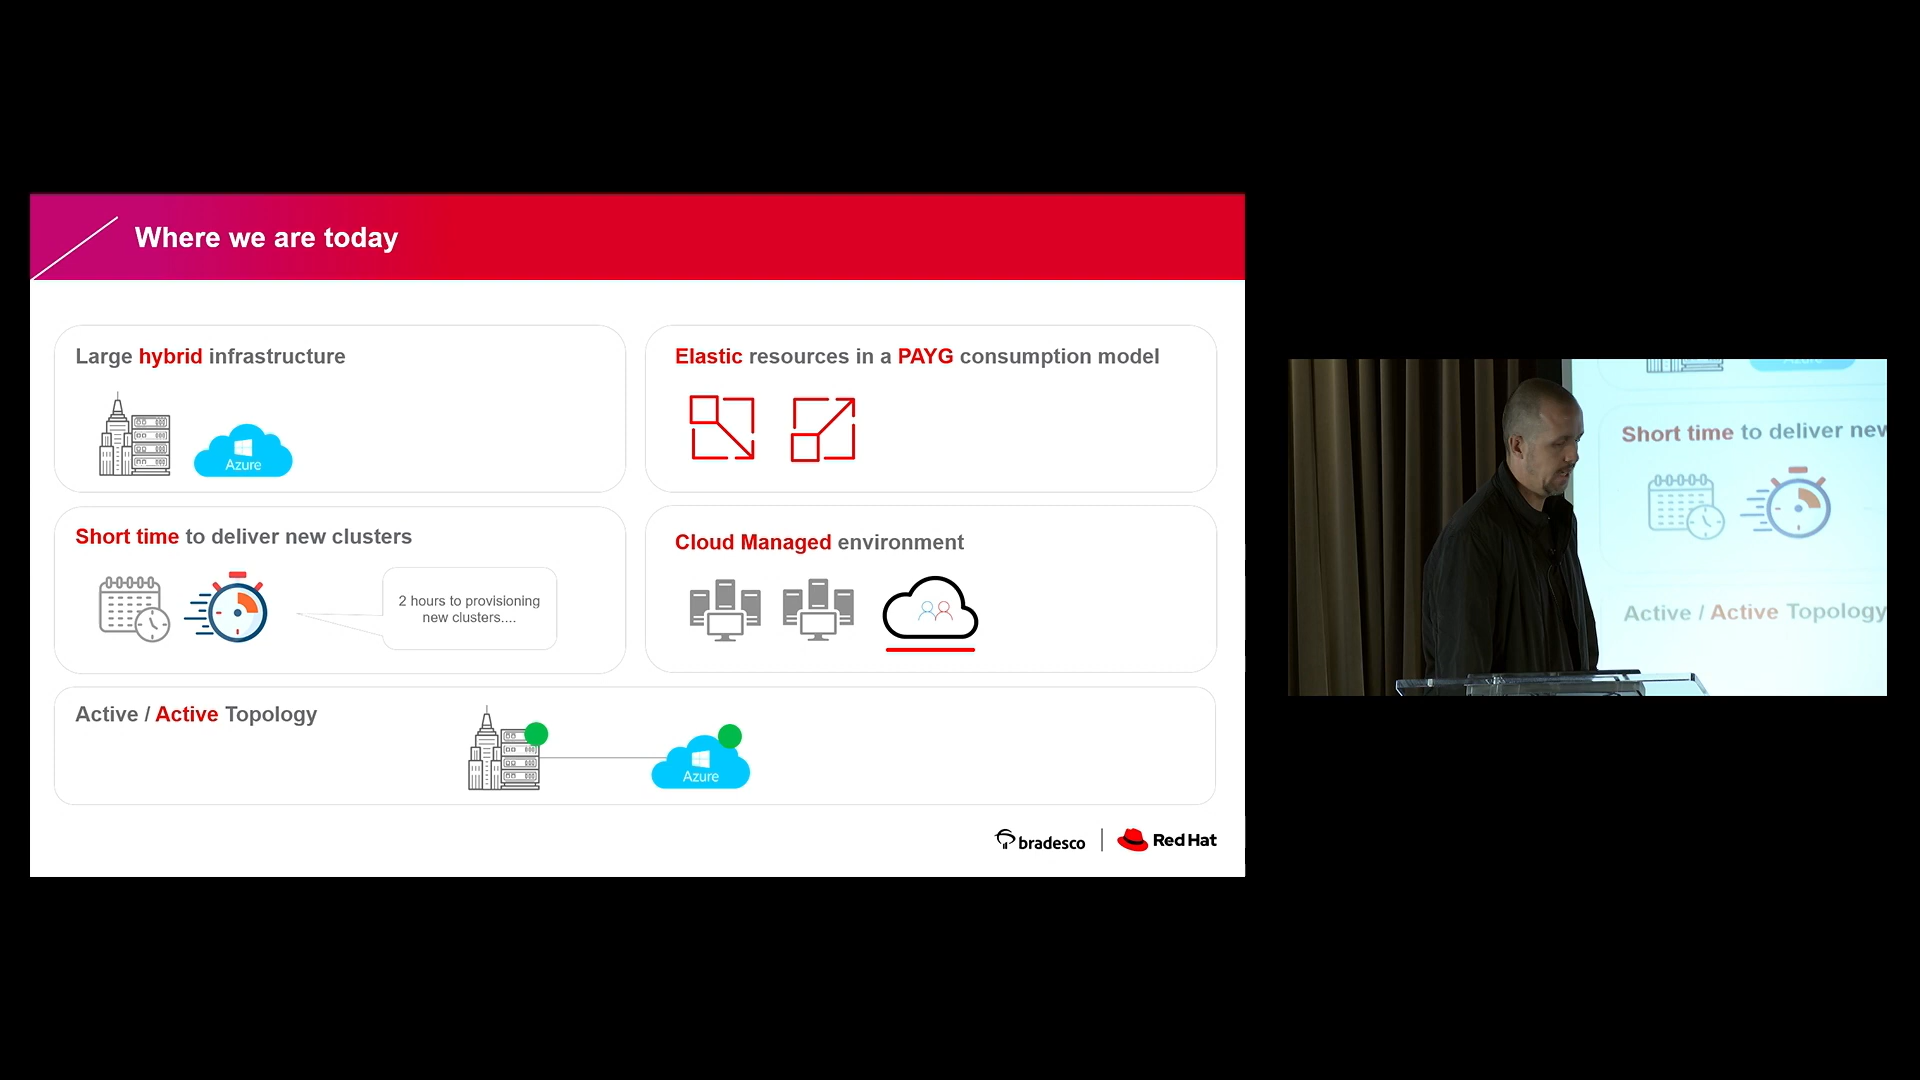 Where we are today
Large hybrid infrastructure
Azure
Elastic resources in a PAYG consumption model
Short time to deliver new clusters
2 hours to provisioning
new clusters....
Cloud Managed environment
Active / Active Topology
Azure
bradesco
Red Hat
Short time to deliver new
Active / Active Topology